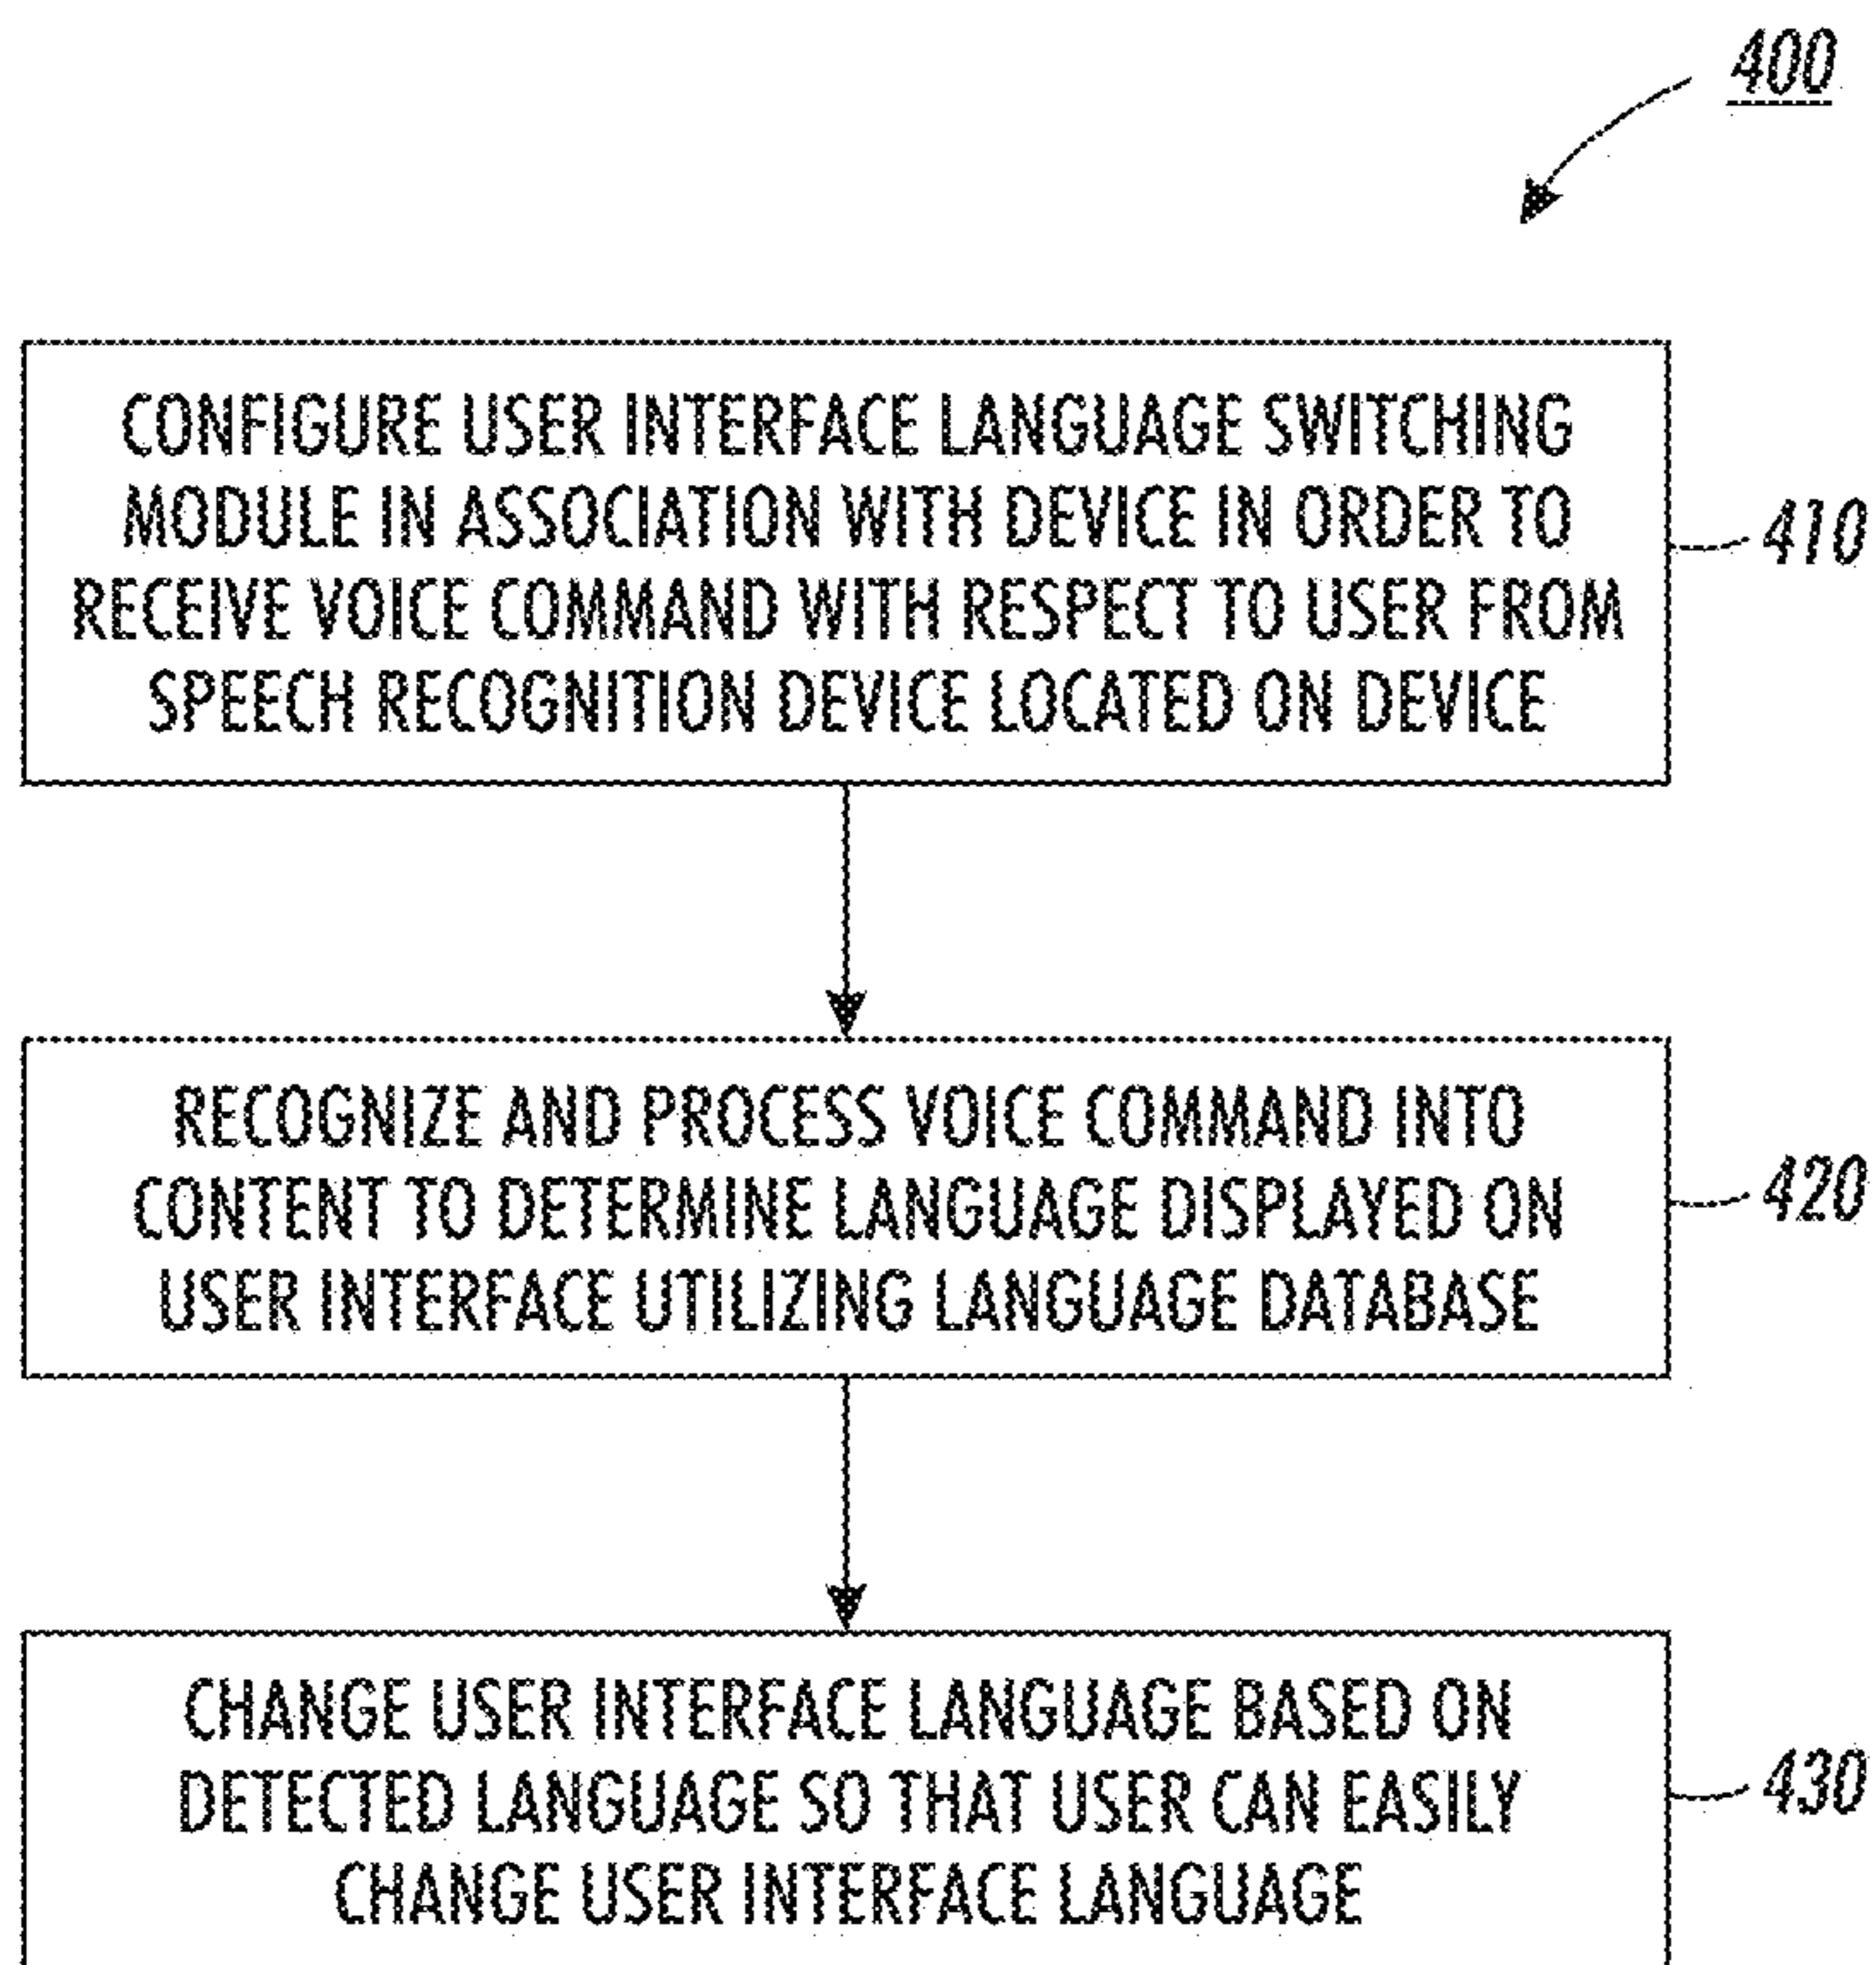 400
CONFIGURE USER INTERFACE LANGUAGE SWITCHING
MODULE IN ASSOCIATION WITH DEVICE IN ORDER TO
RECEIVE VOICE COMMAND WITH RESPECT TO USER FROM
SPEECH RECOGNITION DEVICE LOCATED ON DEVICE
410
RECOGNIZE AND PROCESS VOICE COMMAND INTO
CONTENT TO DETERMINE LANGUAGE DISPLAYED ON
USER INTERFACE UTILIZING LANGUAGE DATABASE
420
CHANGE USER INTERFACE LANGUAGE BASED ON
DETECTED LANGUAGE SO THAT USER CAN EASILY
CHANGE USER INTERFACE LANGUAGE
430